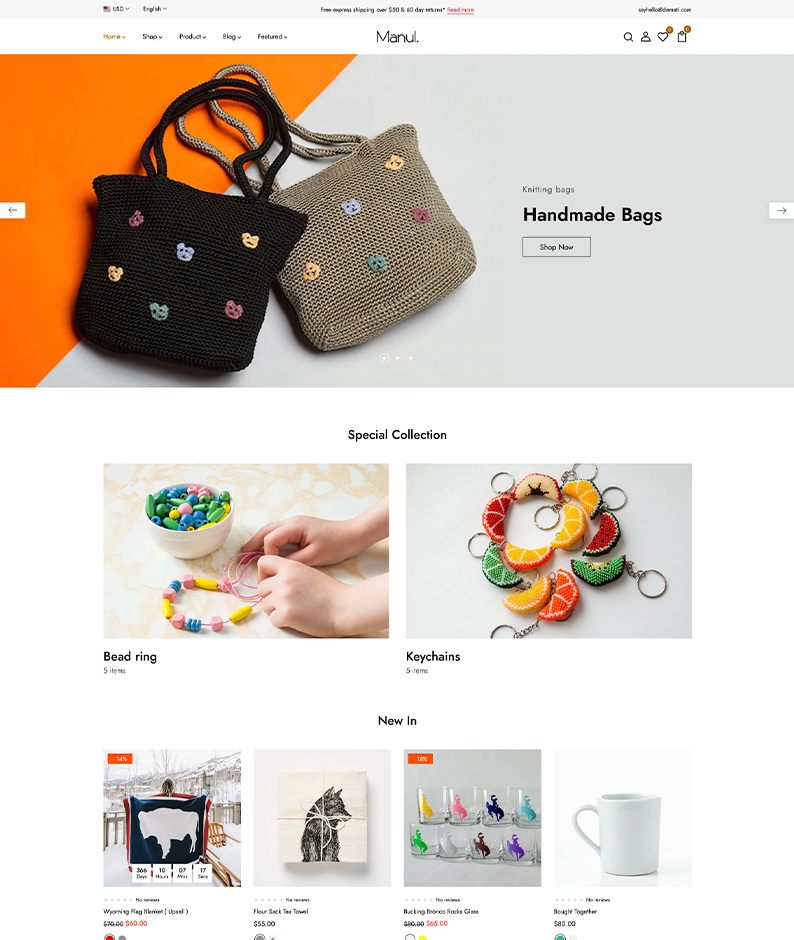 USD
English
Free express shipping over $50 & 60 day returns* Read more
sayhello@demati.com
Home
Shop
Product
Blog
Featured
Manul.
0
0
Knitting bags
Handmade Bags
Shop Now
Special Collection
Bead ring
5 items
Keychains
5 items
New In
- 14%
366
Days
10
Hours
07
Mins
17
Secs
- 18%
No reviews
No reviews
No reviews
No reviews
Wyoming Flag Blanket ( Upsell )
Flour Sack Tea Towel
Bucking Bronco Rocks Glass
Bought Together
$70.00 $60.00
$55.00
$80.00 $65.00
$80.00